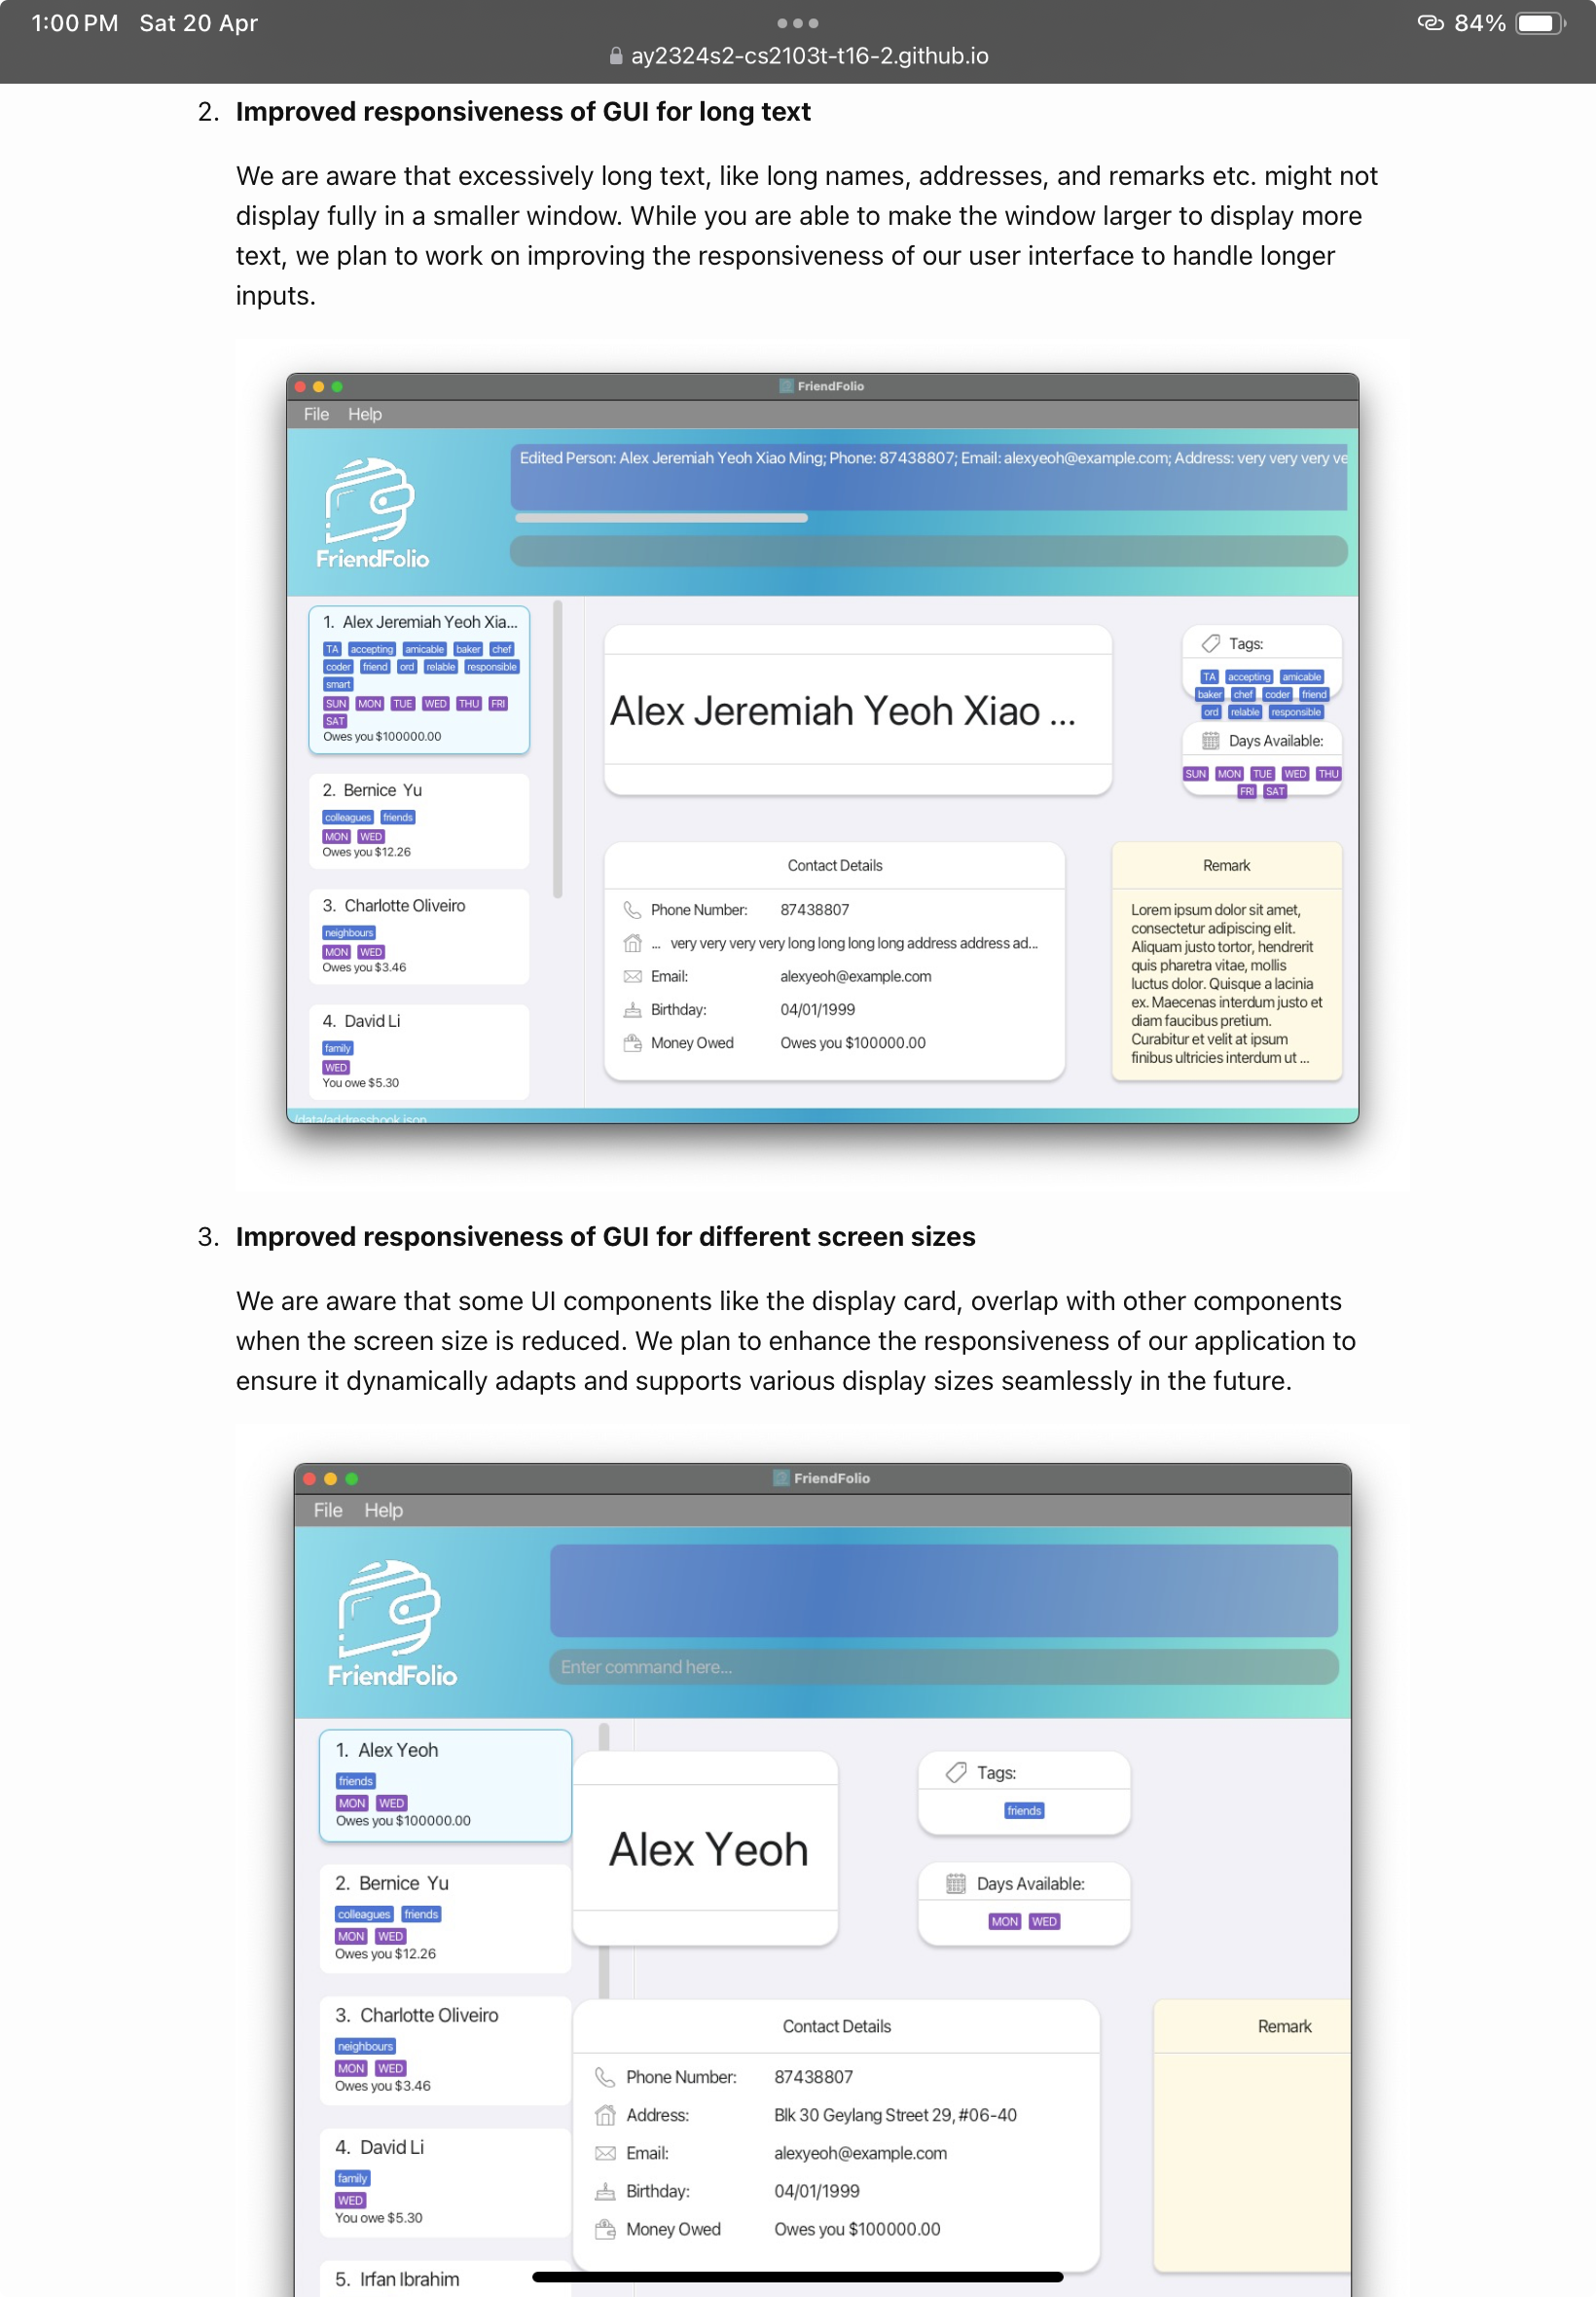 1:00 PM Sat 20 Apr
84%
ay2324s2-cs2103t-t16-2.github.io
2. Improved responsiveness of GUI for long text
We are aware that excessively long text, like long names, addresses, and remarks etc. might not
display fully in a smaller window. While you are able to make the window larger to display more
text, we plan to work on improving the responsiveness of our user interface to handle longer
inputs.
FriendFolio
File Help
Edited Person: Alex Jeremiah Yeoh Xiao Ming; Phone: 87438807; Email: alexyeoh@example.com; Address: very very very ve
FriendFolio
1. Alex Jeremiah Yeoh Xia...
TA accepting amicable baker chef
coder friend ord relable responsible
smart
SUN MON TUE WED THU FRI
SAT
Owes you $100000.00
2. Bernice Yu
colleagues friends
MON WED
Owes you $12.26
3. Charlotte Oliveiro
neighbours
MON WED
Owes you $3.46
4. David Li
family
WED
You owe $5.30
Alex Jeremiah Yeoh Xiao ...
Tags:
TA accepting amicable
baker chef coder friend
ord relable responsible
Days Available:
SUN MON TUE WED THU
FRI SAT
Contact Details
Phone Number: 87438807
... very very very very long long long long address address ad...
Email: alexyeoh@example.com
Birthday: 04/01/1999
Money Owed Owes you $100000.00
Remark
Lorem ipsum dolor sit amet,
consectetur adipiscing elit.
Aliquam justo tortor, hendrerit
quis pharetra vitae, mollis
luctus dolor. Quisque a lacinia
ex. Maecenas interdum justo et
diam faucibus pretium.
Curabitur et velit at ipsum
finibus ultricies interdum ut ...
/data/addressbook.json
3. Improved responsiveness of GUI for different screen sizes
We are aware that some UI components like the display card, overlap with other components
when the screen size is reduced. We plan to enhance the responsiveness of our application to
ensure it dynamically adapts and supports various display sizes seamlessly in the future.
FriendFolio
File Help
FriendFolio
Enter command here...
1. Alex Yeoh
friends
MON WED
Owes you $100000.00
2. Bernice Yu
colleagues friends
MON WED
Owes you $12.26
3. Charlotte Oliveiro
neighbours
MON WED
Owes you $3.46
4. David Li
family
WED
You owe $5.30
5. Irfan Ibrahim
Alex Yeoh
Tags:
friends
Days Available:
MON WED
Contact Details
Phone Number: 87438807
Address: Blk 30 Geylang Street 29, #06-40
Email: alexyeoh@example.com
Birthday: 04/01/1999
Money Owed Owes you $100000.00
Remark